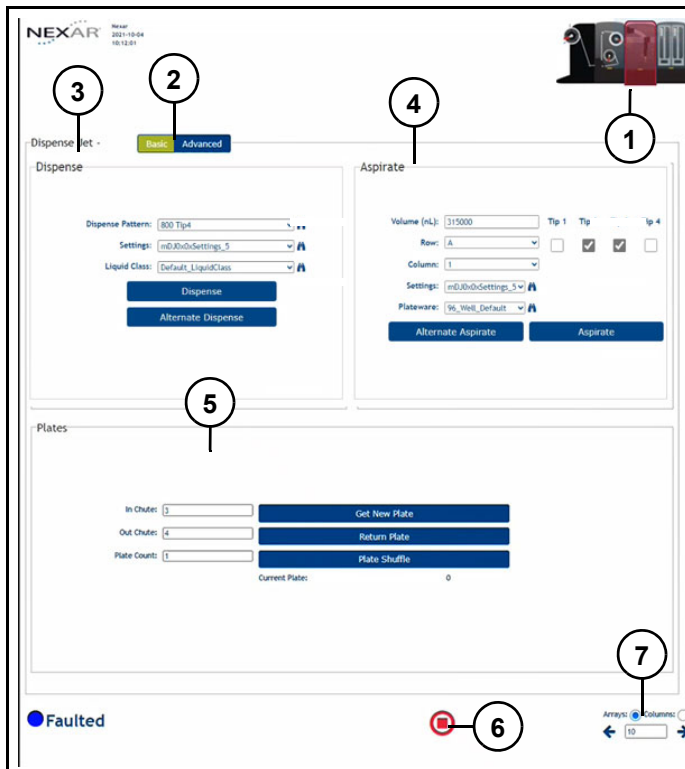 NEXAR
Nexar
2021-10-04
10:12:01
1
2
3
4
Dispense Jet -
Basic Advanced
Dispense
Dispense Pattern: 800 Tip4
Settings: mDJ0x0xSettings_5
Liquid Class: Default_LiquidClass
Dispense
Alternate Dispense
Aspirate
Volume (nL): 315000 Tip 1 Tip ip 4
Row: A
Column: 1
Settings: mDJ0x0xSettings_5
Plateware: 96_Well_Default
Alternate Aspirate Aspirate
5
Plates
In Chute: 3 Get New Plate
Out Chute: 4 Return Plate
Plate Count: 1 Plate Shuffle
Current Plate: 0
7
Faulted
6
Arrays: Columns:
10